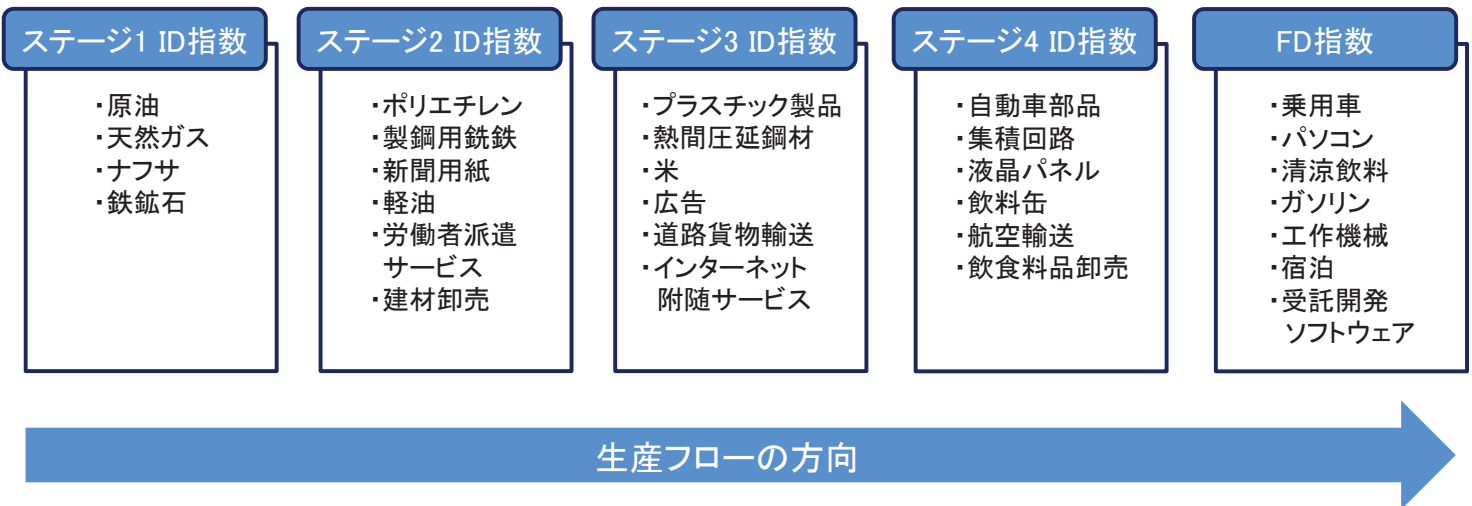 ステージ1 ID指数
・原油
・天然ガス
・ナフサ
・鉄鉱石
ステージ2 ID指数
・ポリエチレン
・製鋼用銑鉄
・新聞用紙
・軽油
・労働者派遣
サービス
・建材卸売
ステージ3 ID指数
・プラスチック製品
・熱間圧延鋼材
・米
・広告
・道路貨物輸送
・インターネット
附随サービス
ステージ4 ID指数
・自動車部品
・集積回路
・液晶パネル
・飲料缶
・航空輸送
・飲食料品卸売
FD指数
・乗用車
・パソコン
・清涼飲料
・ガソリン
・工作機械
・宿泊
・受託開発
ソフトウェア
生産フローの方向